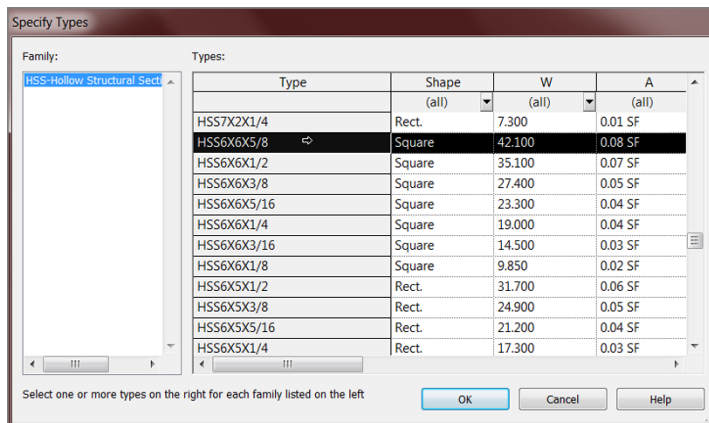 Specify Types
Family:
Types:
HSS-Hollow Structural Secti
Type Shape W A
(all) (all) (all)
HSS7X2X1/4 Rect. 7.300 0.01 SF
HSS6X6X5/8 Square 42.100 0.08 SF
HSS6X6X1/2 Square 35.100 0.07 SF
HSS6X6X3/8 Square 27.400 0.05 SF
HSS6X6X5/16 Square 23.300 0.04 SF
HSS6X6X1/4 Square 19.000 0.04 SF
HSS6X6X3/16 Square 14.500 0.03 SF
HSS6X6X1/8 Square 9.850 0.02 SF
HSS6X5X1/2 Rect. 31.700 0.06 SF
HSS6X5X3/8 Rect. 24.900 0.05 SF
HSS6X5X5/16 Rect. 21.200 0.04 SF
HSS6X5X1/4 Rect. 17.300 0.03 SF
Select one or more types on the right for each family listed on the left
OK Cancel Help